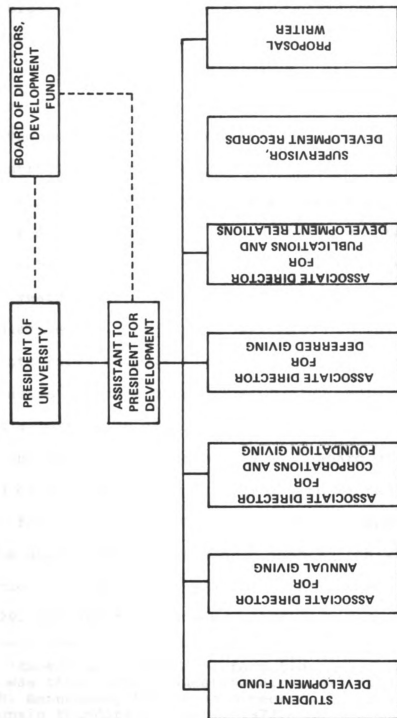 BOARD OF DIRECTORS,
DEVELOPMENT
FUND
PRESIDENT OF
UNIVERSITY
ASSISTANT TO
PRESIDENT FOR
DEVELOPMENT
STUDENT
DEVELOPMENT FUND
ASSOCIATE DIRECTOR
FOR
ANNUAL GIVING
ASSOCIATE DIRECTOR
FOR
CORPORATIONS AND
FOUNDATION GIVING
ASSOCIATE DIRECTOR
FOR
DEFERRED GIVING
ASSOCIATE DIRECTOR
FOR
PUBLICATIONS AND
DEVELOPMENT RELATIONS
SUPERVISOR,
DEVELOPMENT RECORDS
PROPOSAL
WRITER